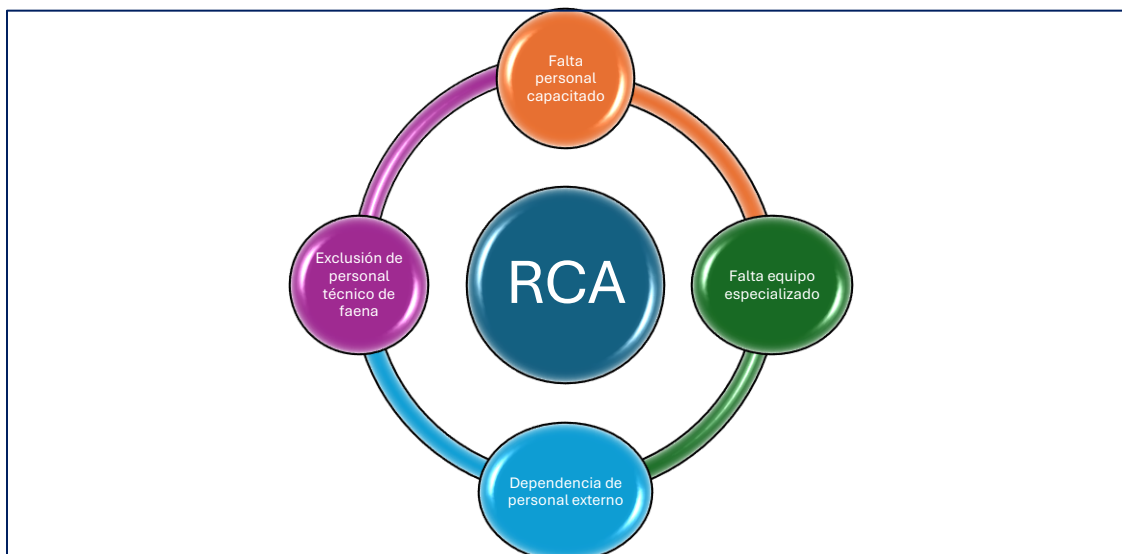 Falta
personal
capacitado
Exclusión de
personal
técnico de
faena
RCA
Falta equipo
especializado
Dependencia de
personal externo